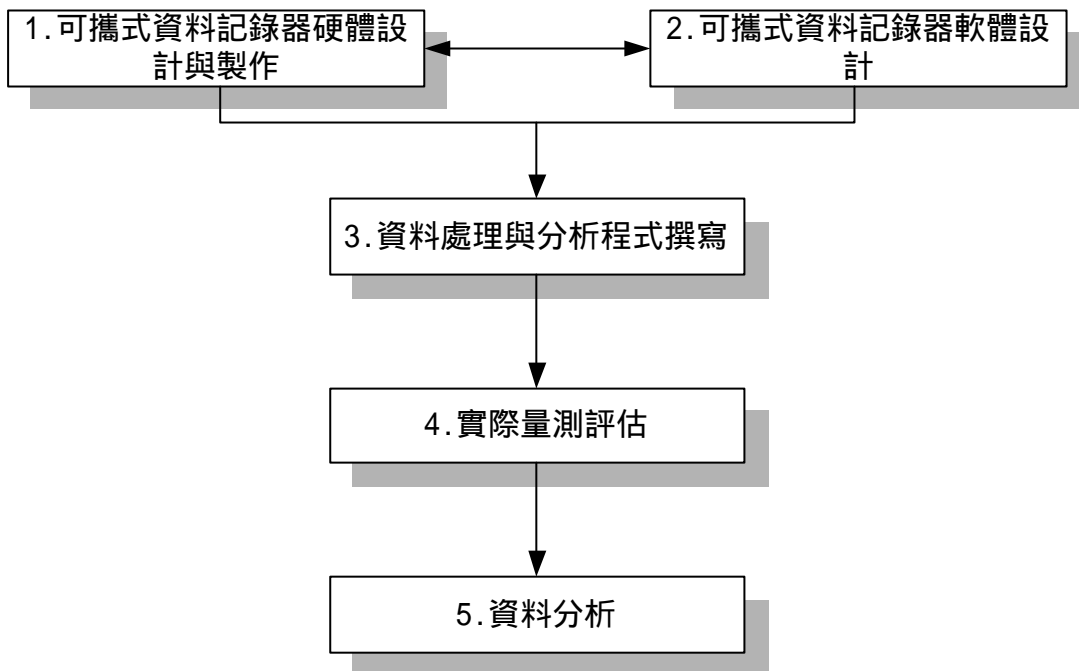 1.可攜式資料記錄器硬體設
計與製作
2.可攜式資料記錄器軟體設
計
3.資料處理與分析程式撰寫
4.實際量測評估
5.資料分析